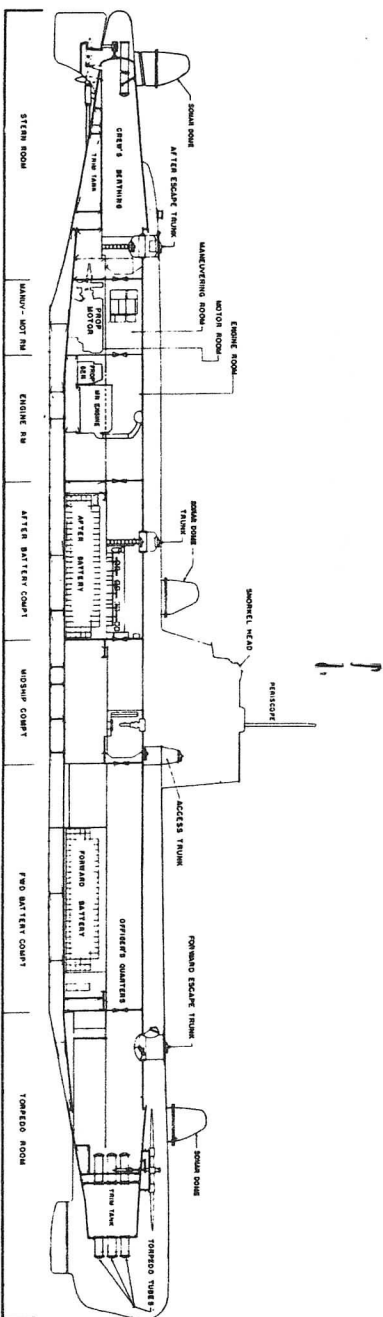 SONAR DOME
AFTER ESCAPE TRUNK
CREW'S BERTHING
TRIM TANK
STERN ROOM
MANEUVERING ROOM
MOTOR ROOM
ENGINE ROOM
PROP
MOTOR
MANUV - MOT RM
PROP
GEN
MN ENGINE
ENGINE RM
AFTER BATTERY
AFTER BATTERY COMPT
SONAR DOME
TRUNK
SNORKEL HEAD
PERISCOPE
MIDSHIP COMPT
ACCESS TRUNK
FORWARD BATTERY
OFFICER'S QUARTERS
FWD BATTERY COMPT
FORWARD ESCAPE TRUNK
SONAR DOME
TRIM TANK
TORPEDO TUBES
TORPEDO ROOM